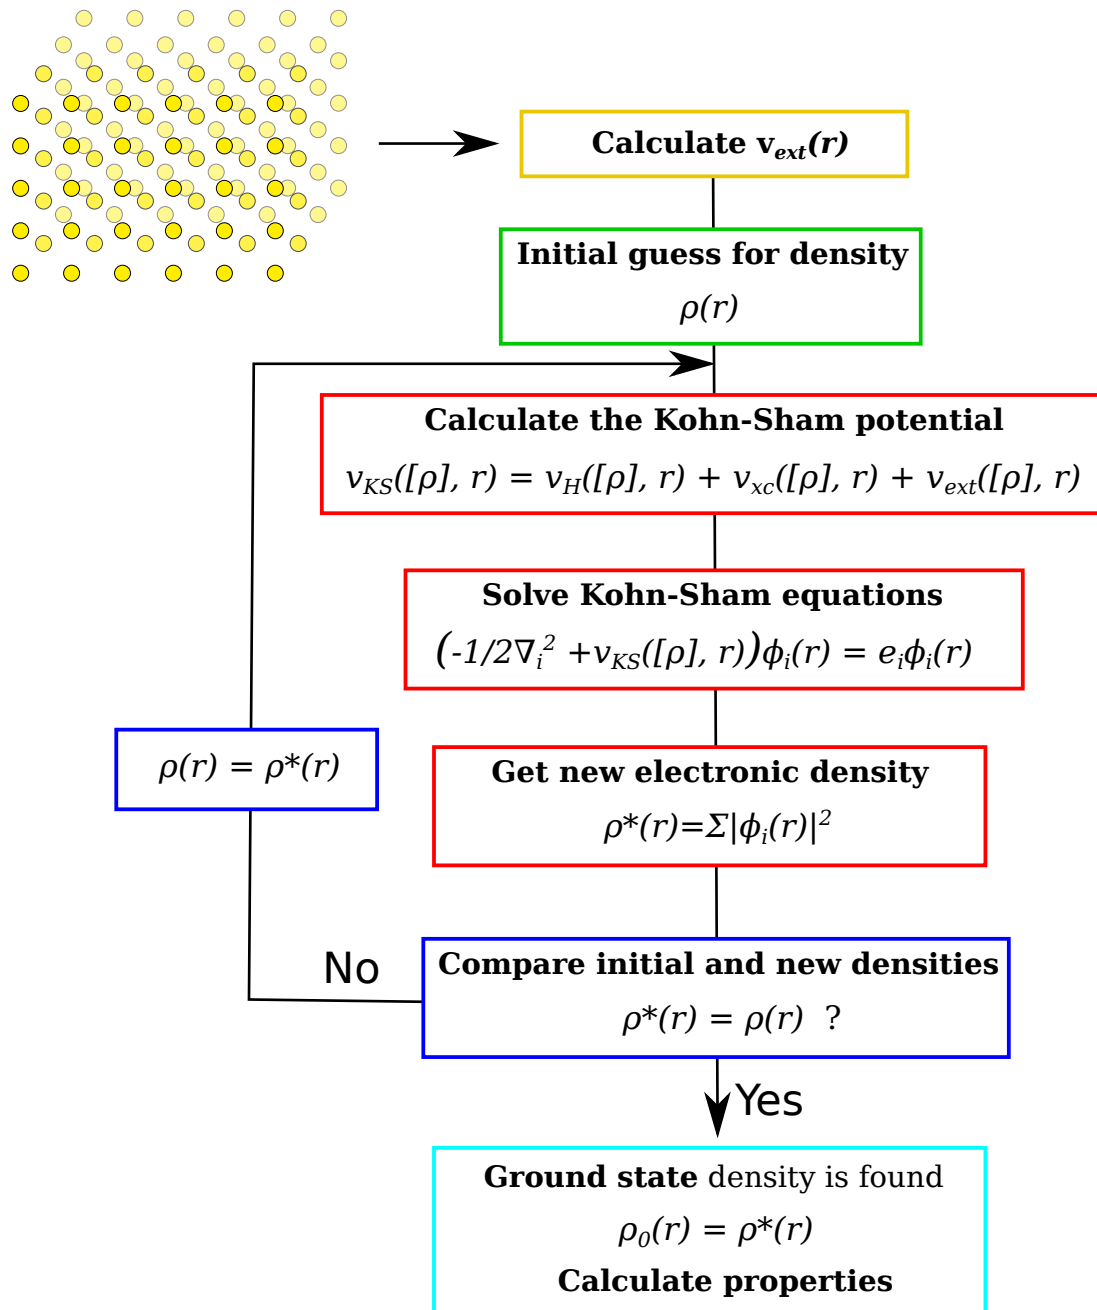 Calculate v_ext(r)
Initial guess for density
ρ(r)
Calculate the Kohn-Sham potential
v_KS([ρ], r) = v_H([ρ], r) + v_xc([ρ], r) + v_ext([ρ], r)
Solve Kohn-Sham equations
(-1/2∇_i² +v_KS([ρ], r))ϕ_i(r) = e_iϕ_i(r)
ρ(r) = ρ*(r)
Get new electronic density
ρ*(r)=Σ|ϕ_i(r)|²
No
Compare initial and new densities
ρ*(r) = ρ(r) ?
Yes
Ground state density is found
ρ_0(r) = ρ*(r)
Calculate properties